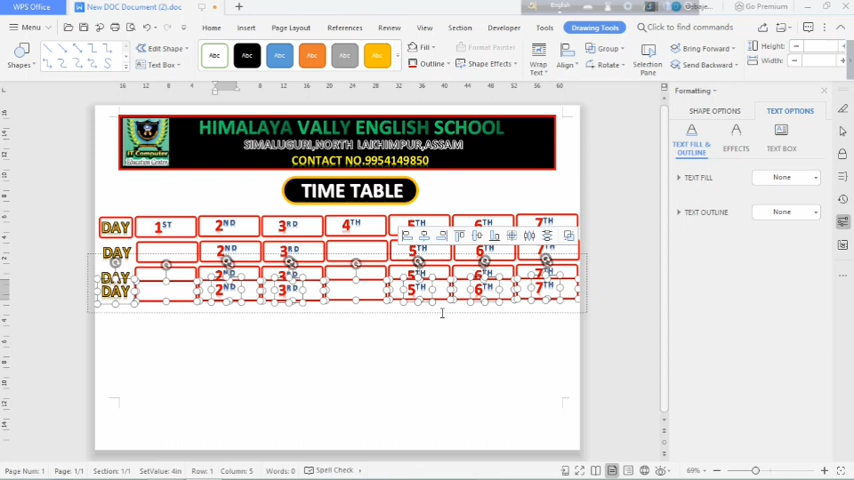 WPS Office
New DOC Document (2).doc
English
Go Premium
Menu
Home
Insert
Page Layout
References
Review
View
Section
Developer
Drawing Tools
Tools
Click to find commands
Shapes
Edit Shape
Text Box
Abc
Abc
Abc
Abc
Abc
Abc
Fill
Outline
Format Painter
Shape Effects
Wrap
Text
Align
Group
Rotate
Selection
Pane
Bring Forward
Send Backward
Height:
Width:
HIMALAYA VALLY ENGLISH SCHOOL
SIMALUGURI,NORTH LAKHIMPUR,ASSAM
CONTACT NO.9954149850
IT Computer
Education Centre
TIME TABLE
DAY 1ST 2ND 3RD 4TH 5TH 6TH 7TH
DAY 2ND 3RD 5TH 6TH 7TH
DAY 2ND 3RD 5TH 6TH 7TH
DAY 2ND 3RD 5TH 6TH 7TH
Formatting
SHAPE OPTIONS
TEXT OPTIONS
TEXT FILL &
OUTLINE
EFFECTS
TEXT BOX
TEXT FILL
None
TEXT OUTLINE
None
Page Num: 1
Page: 1/1
Section: 1/1
SetValue: 4in
Row: 1
Column: 5
Words: 0
Spell Check
69%